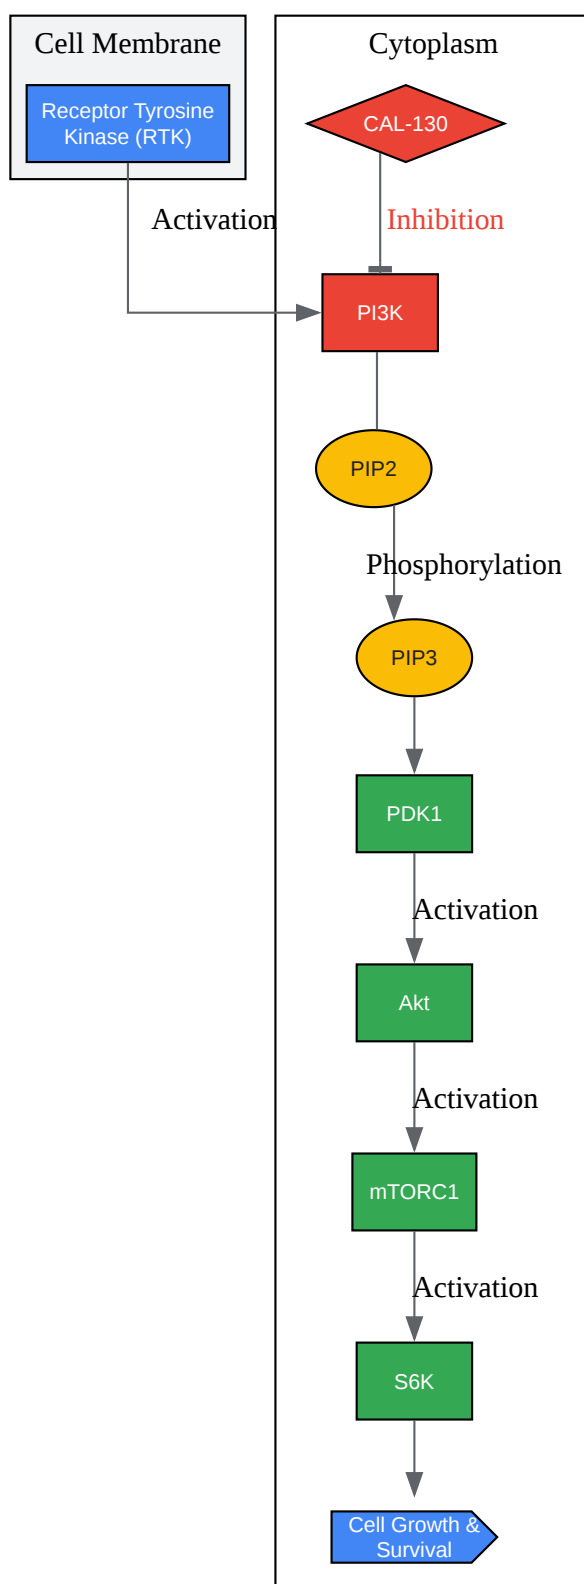 Cell Membrane
Receptor Tyrosine
Kinase (RTK)
Cytoplasm
CAL-130
Activation
Inhibition
PI3K
PIP2
Phosphorylation
PIP3
PDK1
Activation
Akt
Activation
mTORC1
Activation
S6K
Cell Growth &
Survival